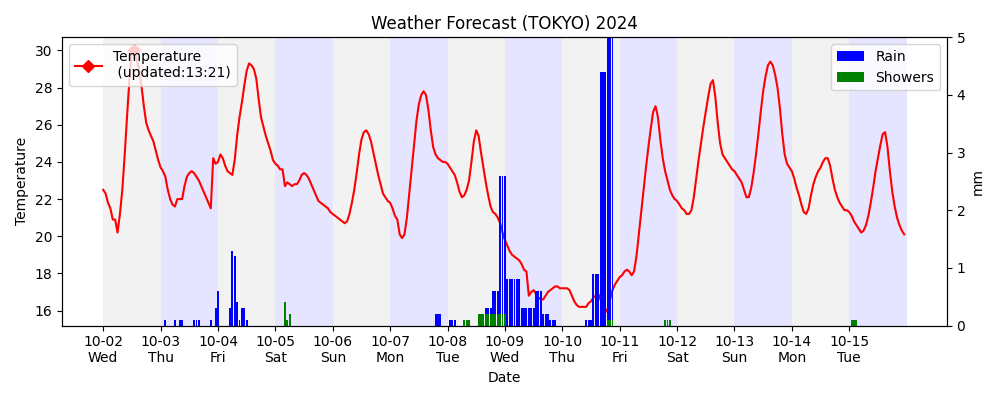 Weather Forecast (TOKYO) 2024
Temperature
(updated:13:21)
Rain
Showers
Temperature
30
28
26
24
22
20
18
16
5
4
3
2
1
0
mm
10-02 10-03 10-04 10-05 10-06 10-07 10-08 10-09 10-10 10-11 10-12 10-13 10-14 10-15
Wed Thu Fri Sat Sun Mon Tue Wed Thu Fri Sat Sun Mon Tue
Date